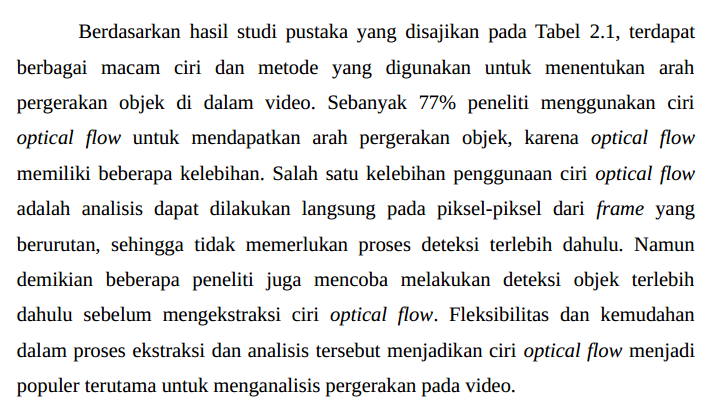 Berdasarkan hasil studi pustaka yang disajikan pada Tabel 2.1, terdapat
berbagai macam ciri dan metode yang digunakan untuk menentukan arah
pergerakan objek di dalam video. Sebanyak 77% peneliti menggunakan ciri
optical flow untuk mendapatkan arah pergerakan objek, karena optical flow
memiliki beberapa kelebihan. Salah satu kelebihan penggunaan ciri optical flow
adalah analisis dapat dilakukan langsung pada piksel-piksel dari frame yang
berurutan, sehingga tidak memerlukan proses deteksi terlebih dahulu. Namun
demikian beberapa peneliti juga mencoba melakukan deteksi objek terlebih
dahulu sebelum mengekstraksi ciri optical flow. Fleksibilitas dan kemudahan
dalam proses ekstraksi dan analisis tersebut menjadikan ciri optical flow menjadi
populer terutama untuk menganalisis pergerakan pada video.